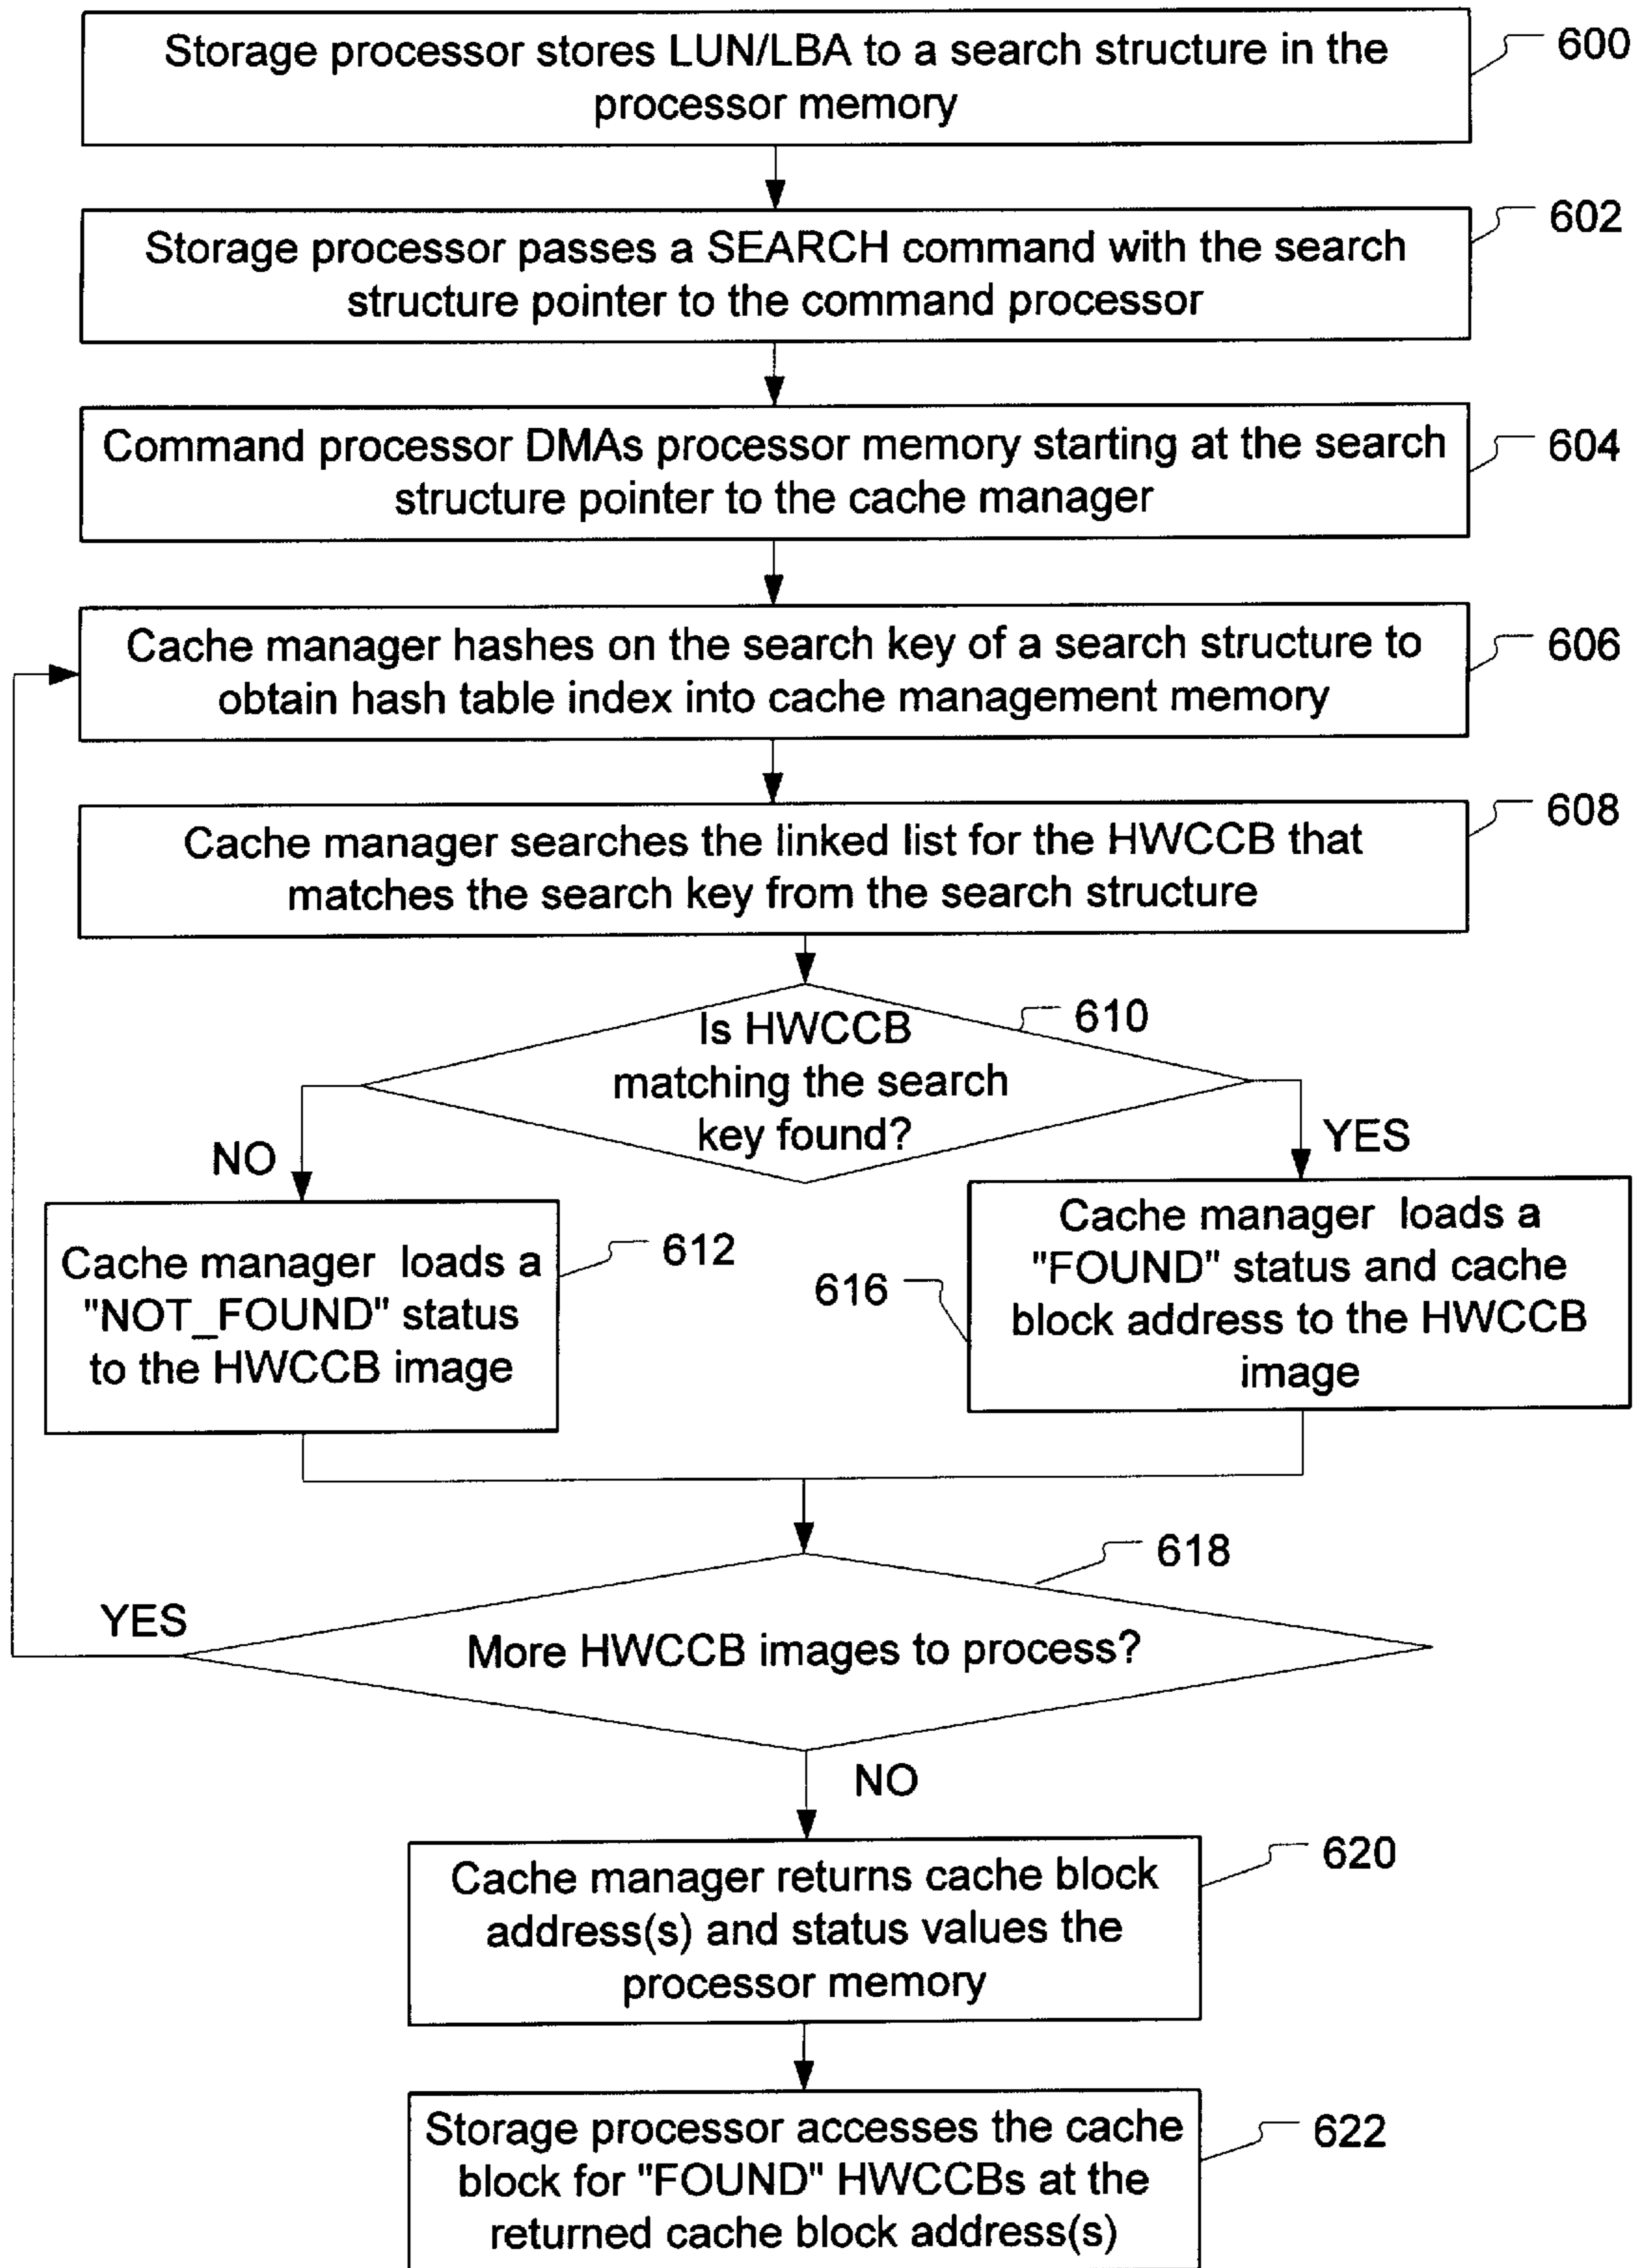 Storage processor stores LUN/LBA to a search structure in the
processor memory
600
Storage processor passes a SEARCH command with the search
structure pointer to the command processor
602
Command processor DMAs processor memory starting at the search
structure pointer to the cache manager
604
Cache manager hashes on the search key of a search structure to
obtain hash table index into cache management memory
606
Cache manager searches the linked list for the HWCCB that
matches the search key from the search structure
608
Is HWCCB
matching the search
key found?
610
NO
YES
Cache manager loads a
"NOT_FOUND" status
to the HWCCB image
612
Cache manager loads a
"FOUND" status and cache
block address to the HWCCB
image
616
More HWCCB images to process?
618
YES
NO
Cache manager returns cache block
address(s) and status values the
processor memory
620
Storage processor accesses the cache
block for "FOUND" HWCCBs at the
returned cache block address(s)
622